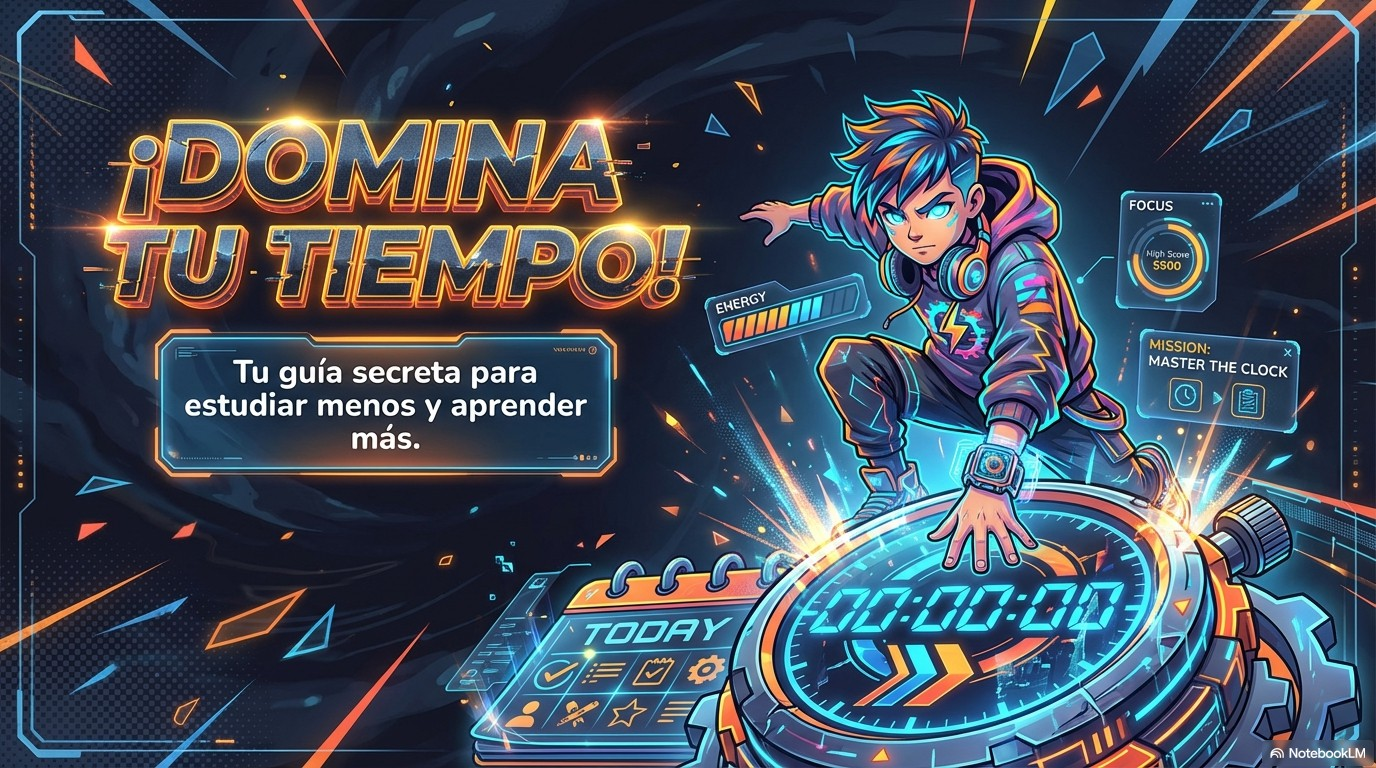 ¡DOMINA
TU TIEMPO!
Tu guía secreta para
estudiar menos y aprender
más.
ENERGY
FOCUS
High Score
5500
MISSION:
MASTER THE CLOCK
TODAY
00:00:00
NotebookLM